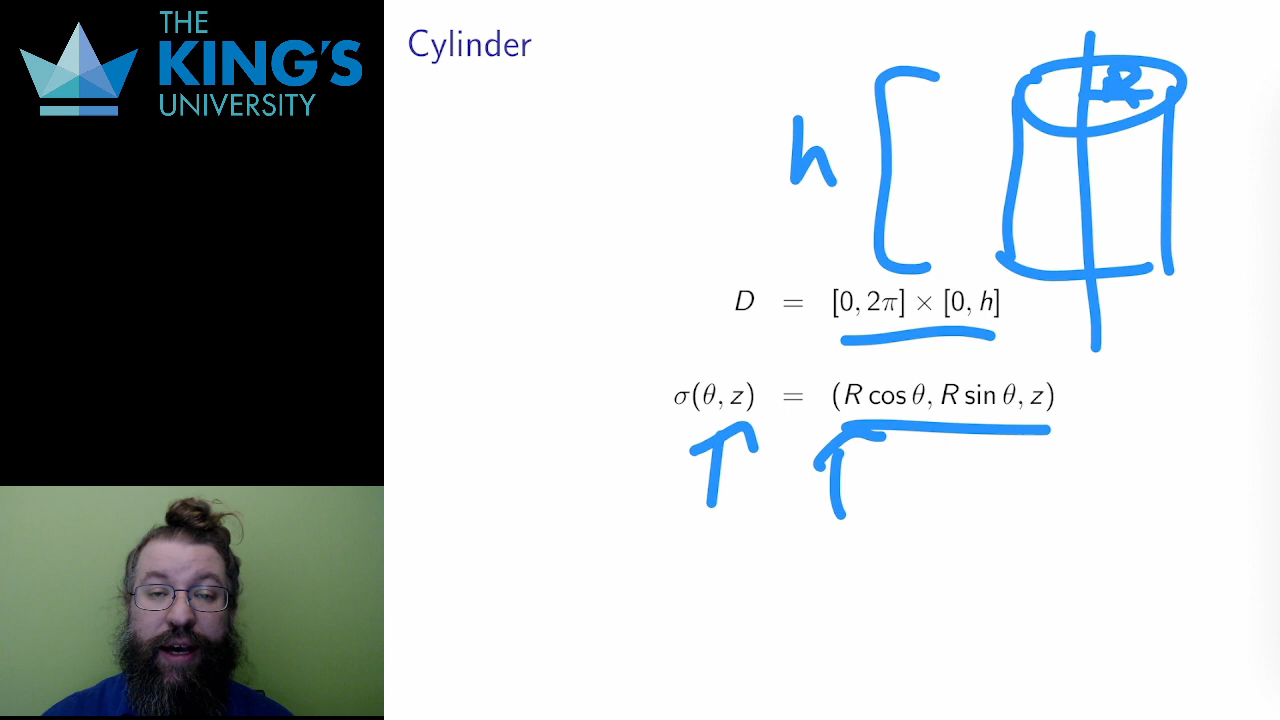 THE
KING'S
UNIVERSITY
Cylinder
R
h
D = [0, 2π] × [0, h]
σ(θ, z) = (R cos θ, R sin θ, z)